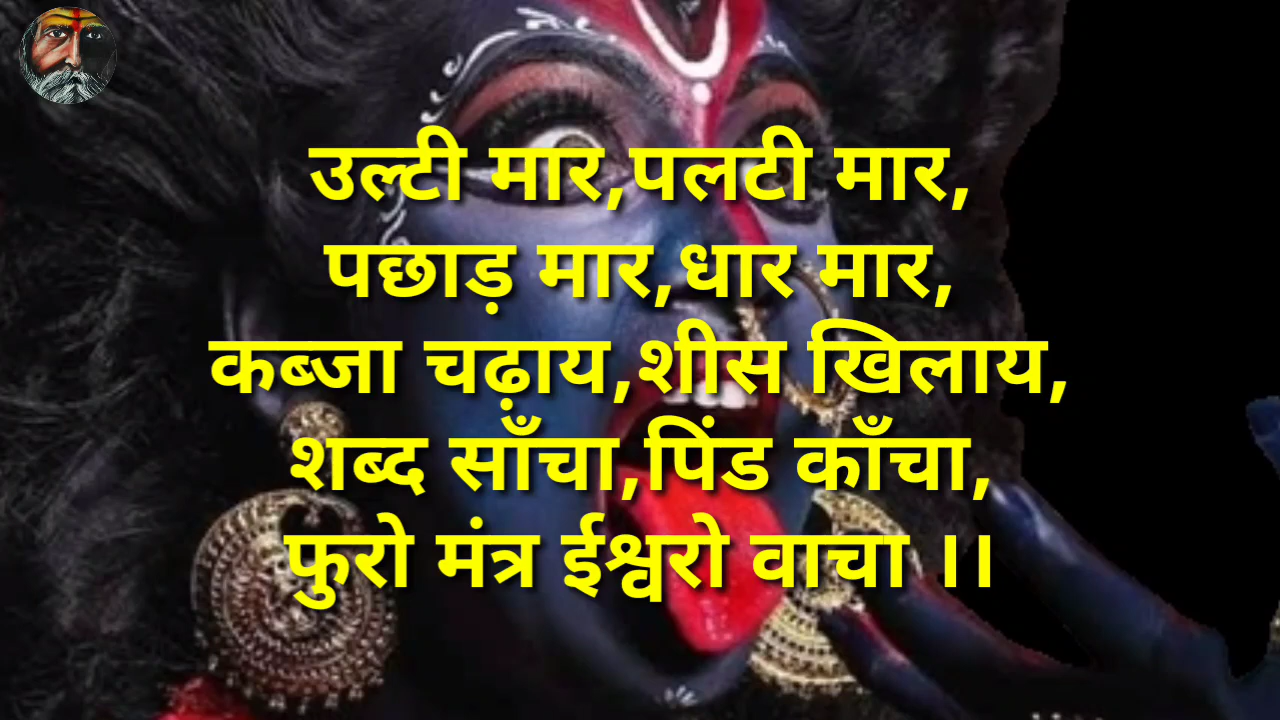 उल्टी मार,पलटी मार,
पछाड़ मार,धार मार,
कब्जा चढ़ाय,शीस खिलाय,
शब्द साँचा,पिंड काँचा,
फुरो मंत्र ईश्वरो वाचा ।।